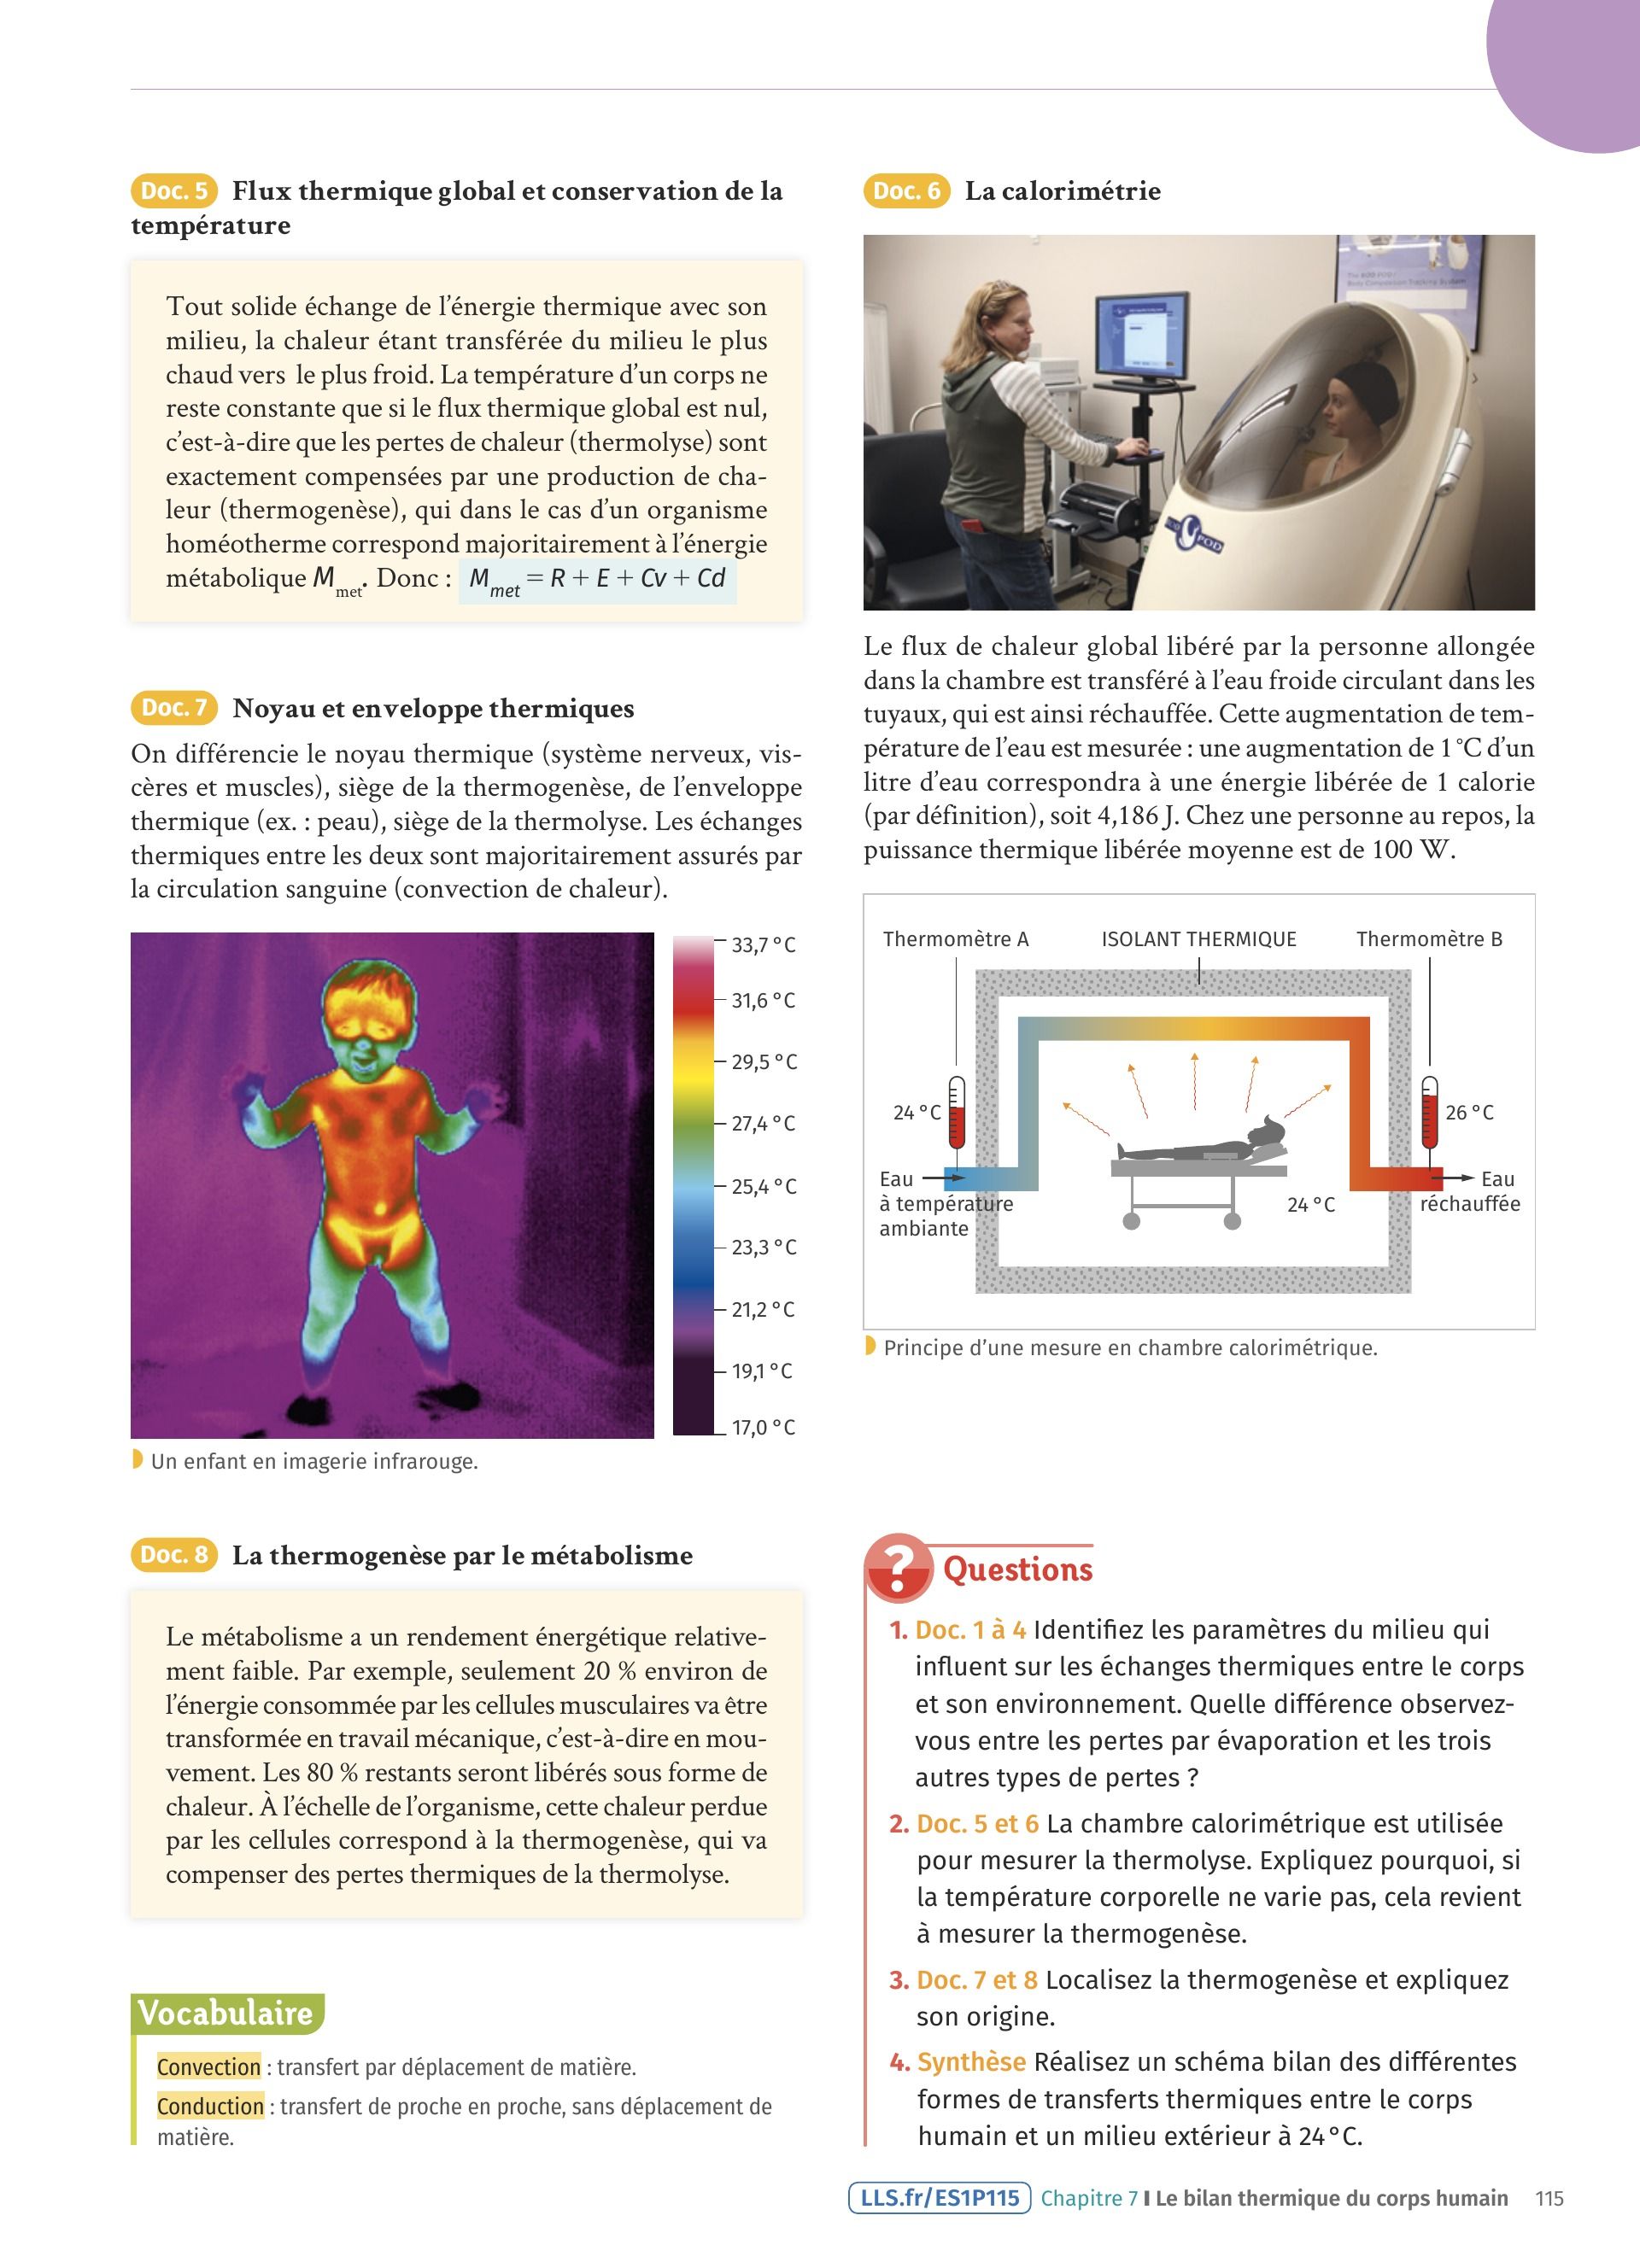 Doc. 5 Flux thermique global et conservation de la
température
Tout solide échange de l'énergie thermique avec son
milieu, la chaleur étant transférée du milieu le plus
chaud vers le plus froid. La température d'un corps ne
reste constante que si le flux thermique global est nul,
c'est-à-dire que les pertes de chaleur (thermolyse) sont
exactement compensées par une production de cha-
leur (thermogenèse), qui dans le cas d'un organisme
homéotherme correspond majoritairement à l'énergie
métabolique M met. Donc : M met = R + E + Cv + Cd
Doc. 7 Noyau et enveloppe thermiques
On différencie le noyau thermique (système nerveux, vis-
cères et muscles), siège de la thermogenèse, de l'enveloppe
thermique (ex. : peau), siège de la thermolyse. Les échanges
thermiques entre les deux sont majoritairement assurés par
la circulation sanguine (convection de chaleur).
33,7 °C
31,6 °C
29,5 °C
27,4 °C
25,4 °C
23,3 °C
21,2 °C
19,1 °C
17,0 °C
Un enfant en imagerie infrarouge.
Doc. 8 La thermogenèse par le métabolisme
Le métabolisme a un rendement énergétique relative-
ment faible. Par exemple, seulement 20 % environ de
l'énergie consommée par les cellules musculaires va être
transformée en travail mécanique, c'est-à-dire en mou-
vement. Les 80 % restants seront libérés sous forme de
chaleur. À l'échelle de l'organisme, cette chaleur perdue
par les cellules correspond à la thermogenèse, qui va
compenser des pertes thermiques de la thermolyse.
Vocabulaire
Convection : transfert par déplacement de matière.
Conduction : transfert de proche en proche, sans déplacement de
matière.
Doc. 6 La calorimétrie
The BOD POD
Body Composition Tracking System
POD
Le flux de chaleur global libéré par la personne allongée
dans la chambre est transféré à l'eau froide circulant dans les
tuyaux, qui est ainsi réchauffée. Cette augmentation de tem-
pérature de l'eau est mesurée : une augmentation de 1 °C d'un
litre d'eau correspondra à une énergie libérée de 1 calorie
(par définition), soit 4,186 J. Chez une personne au repos, la
puissance thermique libérée moyenne est de 100 W.
Thermomètre A
ISOLANT THERMIQUE
Thermomètre B
24 °C
26 °C
Eau
à température
ambiante
24 °C
Eau
réchauffée
Principe d'une mesure en chambre calorimétrique.
? Questions
1. Doc. 1 à 4 Identifiez les paramètres du milieu qui
influent sur les échanges thermiques entre le corps
et son environnement. Quelle différence observez-
vous entre les pertes par évaporation et les trois
autres types de pertes ?
2. Doc. 5 et 6 La chambre calorimétrique est utilisée
pour mesurer la thermolyse. Expliquez pourquoi, si
la température corporelle ne varie pas, cela revient
à mesurer la thermogenèse.
3. Doc. 7 et 8 Localisez la thermogenèse et expliquez
son origine.
4. Synthèse Réalisez un schéma bilan des différentes
formes de transferts thermiques entre le corps
humain et un milieu extérieur à 24 °C.
LLS.fr/ES1P115 Chapitre 7 I Le bilan thermique du corps humain 115